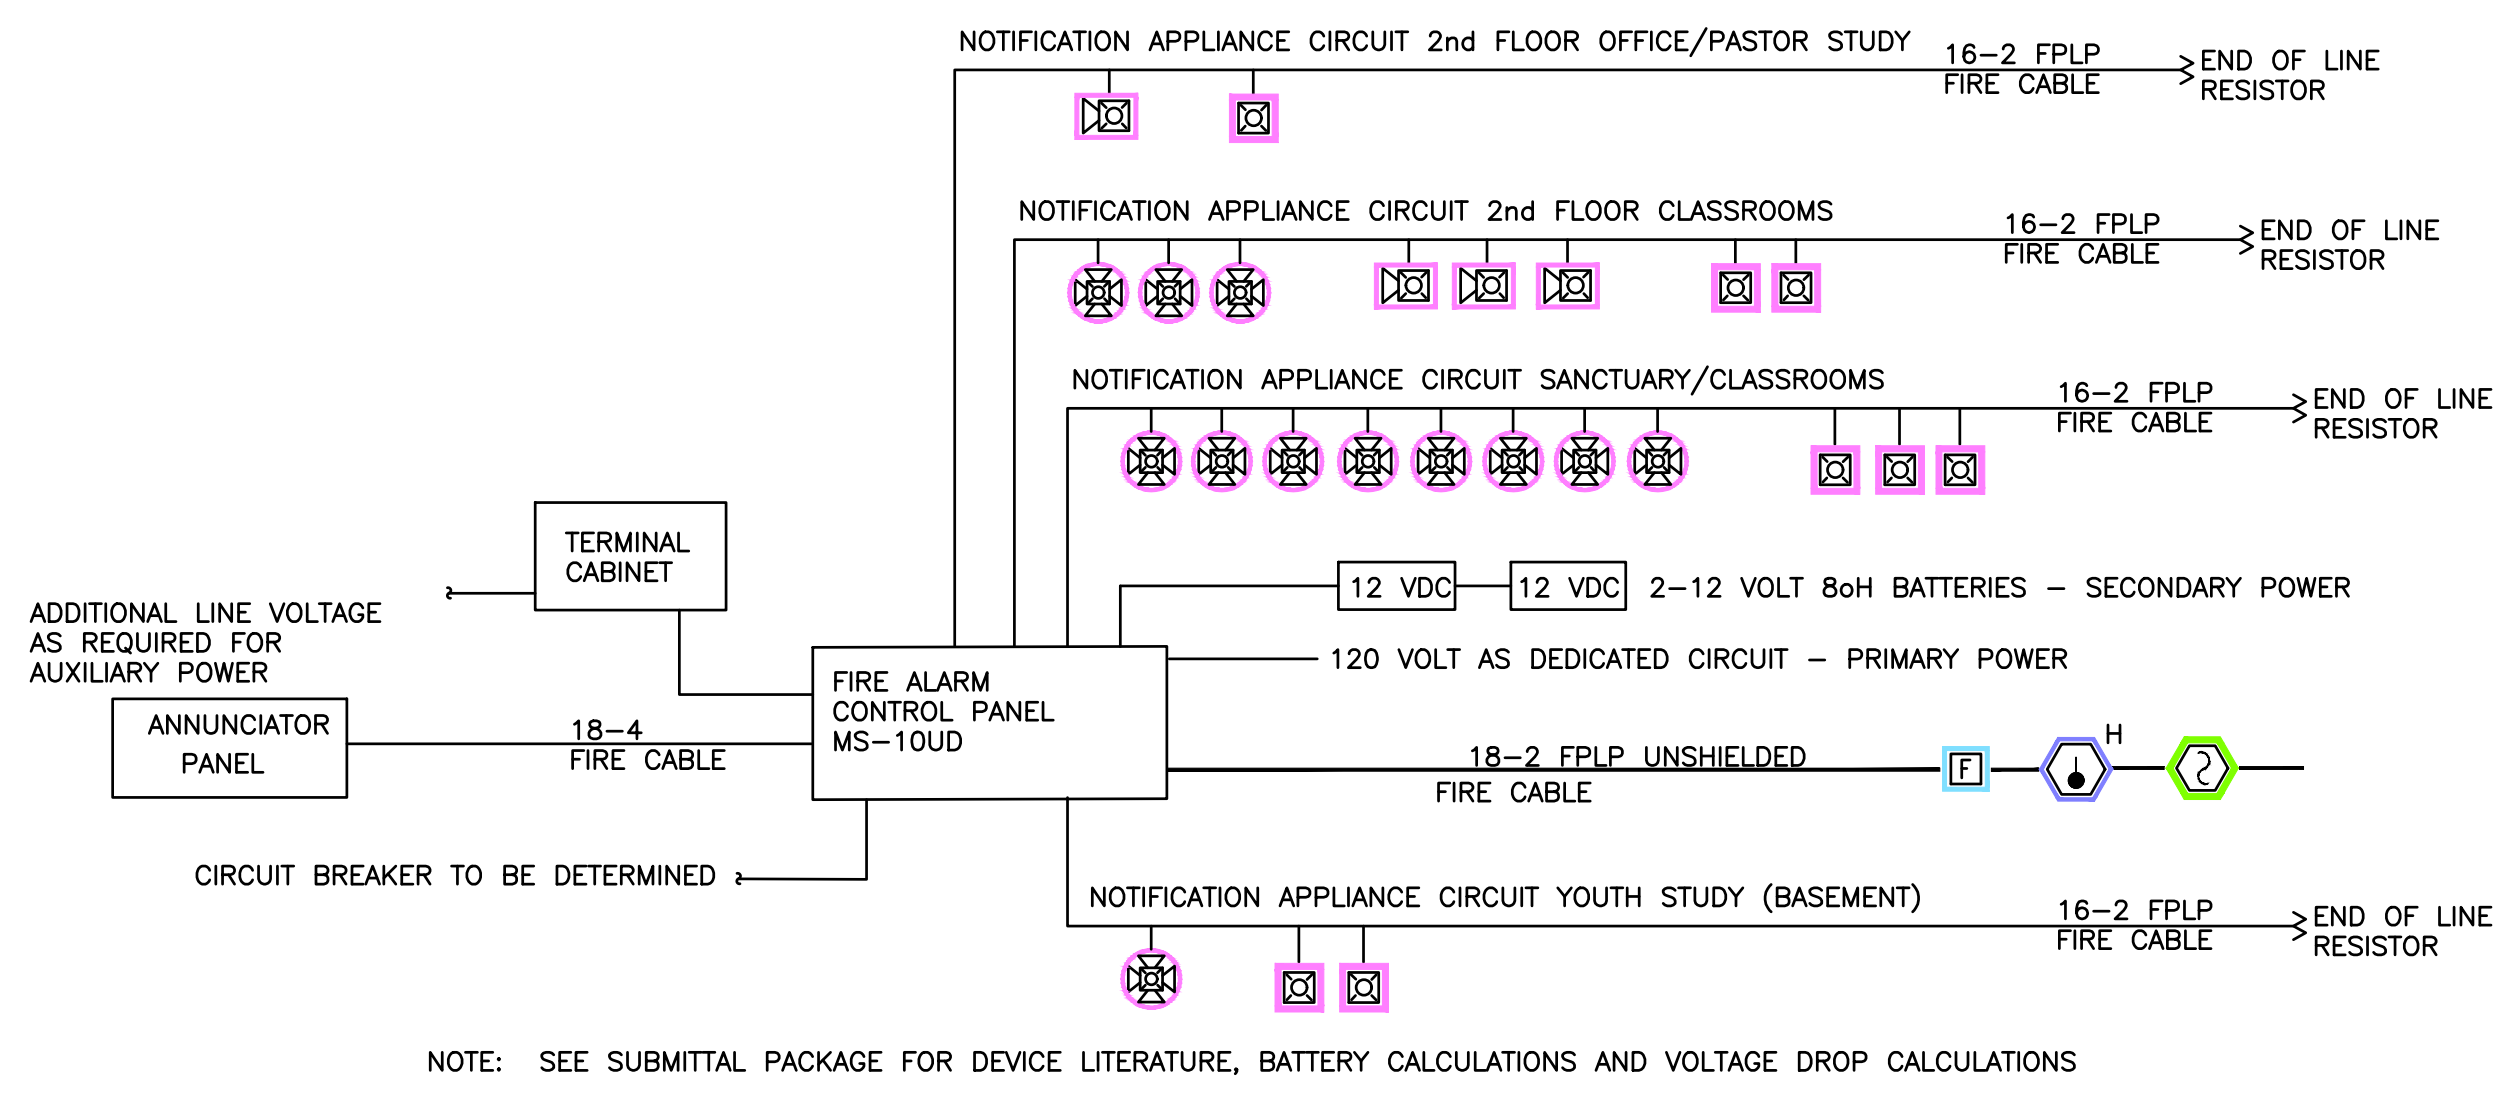 NOTIFICATION APPLIANCE CIRCUIT 2nd FLOOR OFFICE/PASTOR STUDY
16-2 FPLP
FIRE CABLE
END OF LINE
RESISTOR
NOTIFICATION APPLIANCE CIRCUIT 2nd FLOOR CLASSROOMS
16-2 FPLP
FIRE CABLE
END OF LINE
RESISTOR
NOTIFICATION APPLIANCE CIRCUIT SANCTUARY/CLASSROOMS
16-2 FPLP
FIRE CABLE
END OF LINE
RESISTOR
TERMINAL
CABINET
12 VDC
12 VDC
2-12 VOLT 8oH BATTERIES - SECONDARY POWER
ADDITIONAL LINE VOLTAGE
AS REQUIRED FOR
AUXILIARY POWER
120 VOLT AS DEDICATED CIRCUIT - PRIMARY POWER
FIRE ALARM
CONTROL PANEL
MS-10UD
ANNUNCIATOR
PANEL
18-4
FIRE CABLE
18-2 FPLP UNSHIELDED
FIRE CABLE
F
H
CIRCUIT BREAKER TO BE DETERMINED
NOTIFICATION APPLIANCE CIRCUIT YOUTH STUDY (BASEMENT)
16-2 FPLP
FIRE CABLE
END OF LINE
RESISTOR
NOTE: SEE SUBMITTAL PACKAGE FOR DEVICE LITERATURE, BATTERY CALCULATIONS AND VOLTAGE DROP CALCULATIONS